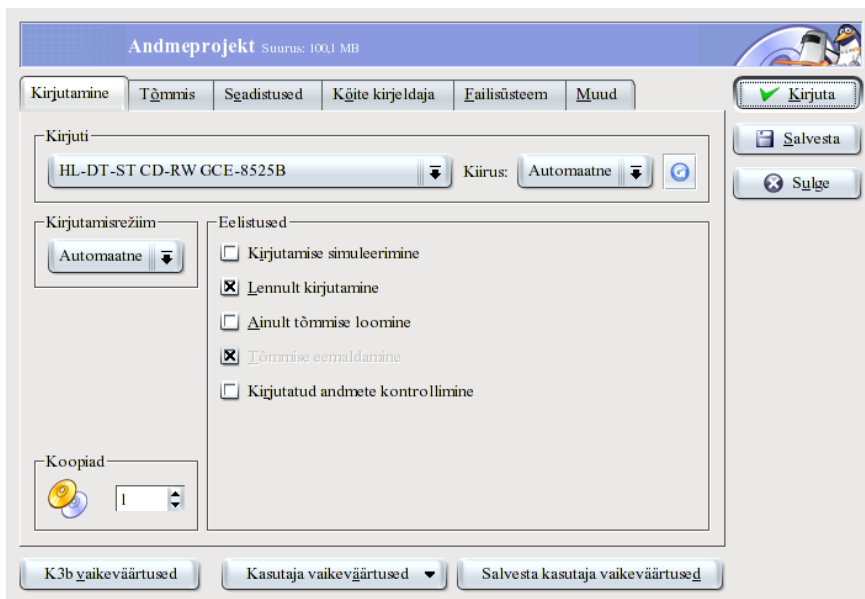 Andmeprojekt Suurus: 100,1 MB
Kirjutamine Tõmmis Seadistused Köite kirjeldaja Failisüsteem Muud
Kirjuta
Salvesta
Sulge
Kirjuti
HL-DT-ST CD-RW GCE-8525B Kiirus: Automaatne
Kirjutamisrežiim
Automaatne
Eelistused
Kirjutamise simuleerimine
Lennult kirjutamine
Ainult tõmmise loomine
Tõmmise eemaldamine
Kirjutatud andmete kontrollimine
Koopiad
1
K3b vaikeväärtused Kasutaja vaikeväärtused Salvesta kasutaja vaikeväärtused